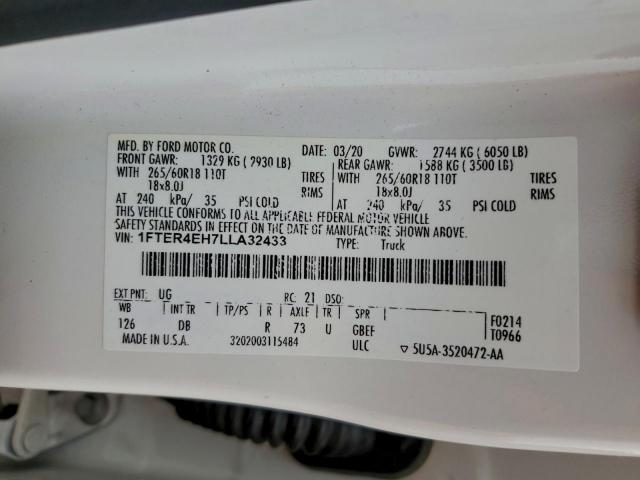 MFD. BY FORD MOTOR CO. DATE: 03/20 GVWR: 2744 KG ( 6050 LB)
FRONT GAWR: 1329 KG ( 2930 LB) REAR GAWR: 1588 KG ( 3500 LB)
WITH 265/60R18 110T TIRES WITH 265/60R18 110T TIRES
18x8.0J RIMS 18x8.0J RIMS
AT 240 kPa/ 35 PSI COLD AT 240 kPa/ 35 PSI COLD
THIS VEHICLE CONFORMS TO ALL APPLICABLE FEDERAL MOTOR VEHICLE
SAFETY STANDARDS IN EFFECT ON THE DATE OF MANUFACTURE SHOWN ABOVE.
VIN: 1FTER4EH7LLA32433 TYPE: Truck
EXT PNT: UG RC: 21 DSO:
WB INT TR TP/PS R AXLE TR SPR
126 DB R 73 U GBEF
F0214
T0966
MADE IN U.S.A. 3202003115484 ULC ▽ 5U5A-3520472-AA